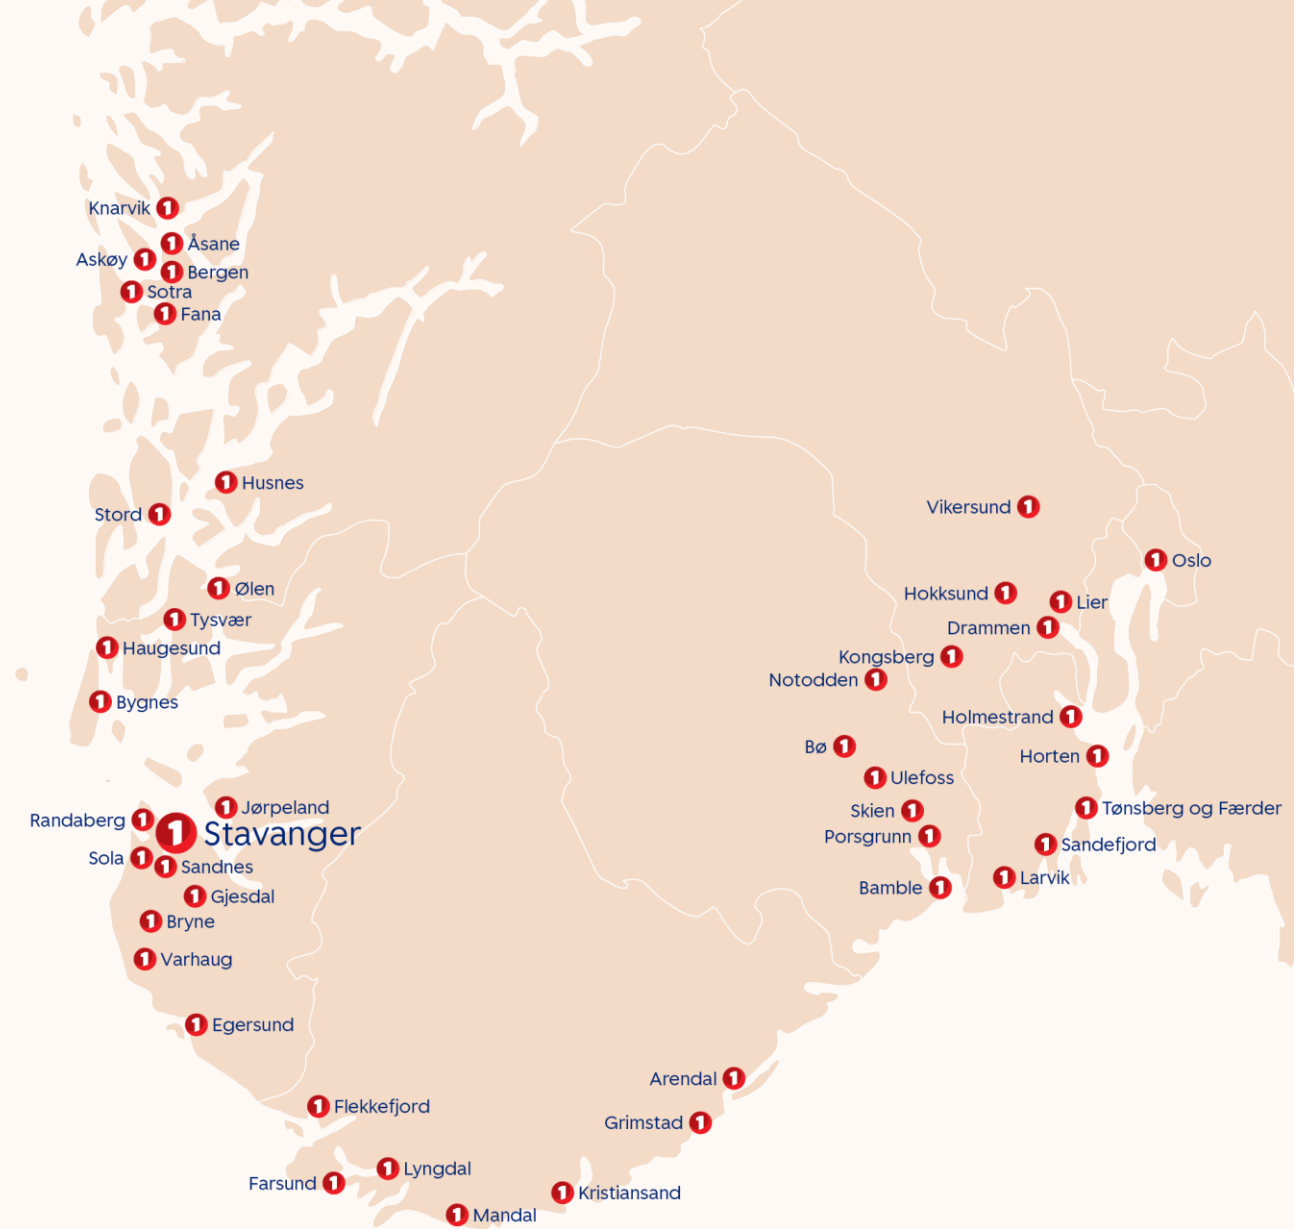 Knarvik
Åsane
Askøy
Bergen
Sotra
Fana
Husnes
Stord
Vikersund
Oslo
Ølen
Hokksund
Lier
Tysvær
Drammen
Haugesund
Kongsberg
Notodden
Bygnes
Holmestrand
Bø
Horten
Ulefoss
Jørpeland
Tønsberg og Færder
Skien
Randaberg
Stavanger
Porsgrunn
Sandefjord
Sola
Sandnes
Larvik
Bamble
Gjesdal
Bryne
Varhaug
Egersund
Arendal
Flekkefjord
Grimstad
Lyngdal
Farsund
Kristiansand
Mandal